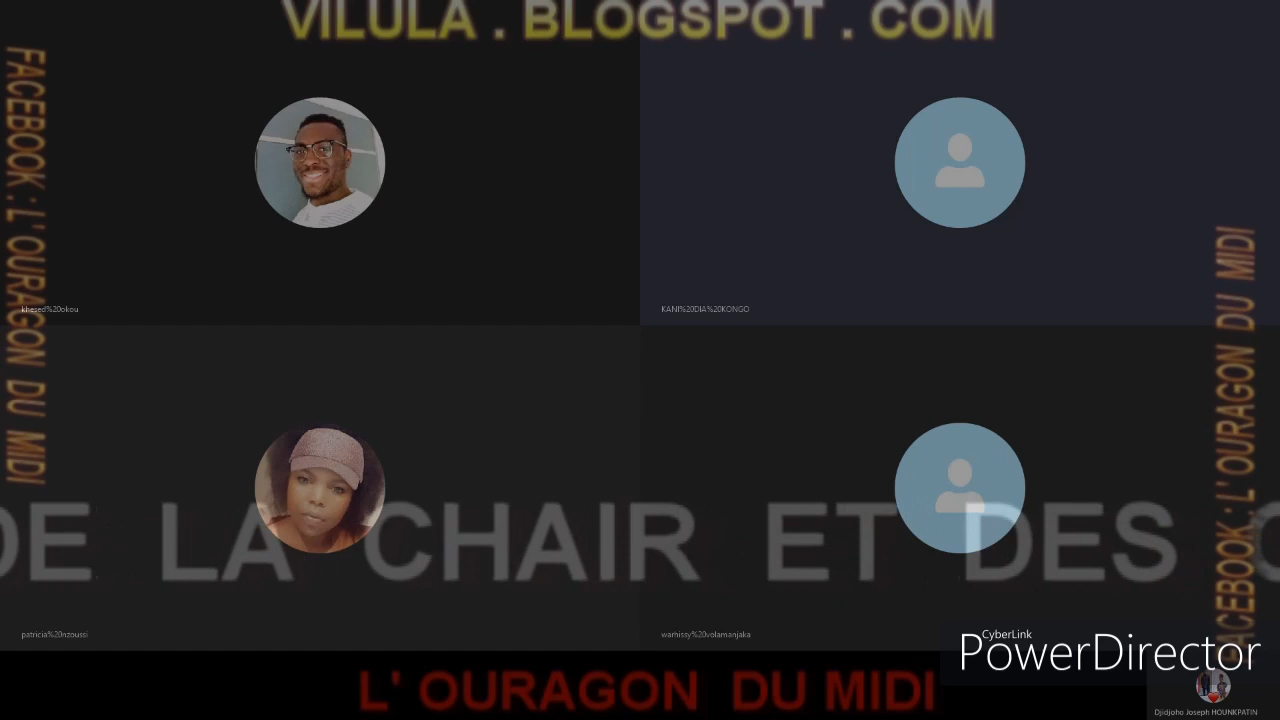 VILULA . BLOGSPOT . COM
FACEBOOK : L' OURAGON DU MIDI
khesed%20okou
KANI%20DIA%20KONGO
FACEBOOK : L' OURAGON DU MIDI
DE LA CHAIR ET DES
patricia%20nzoussi
warhissy%20volamanjaka
CyberLink
PowerDirector
L' OURAGON DU MIDI
Djidjoho Joseph HOUNKPATIN